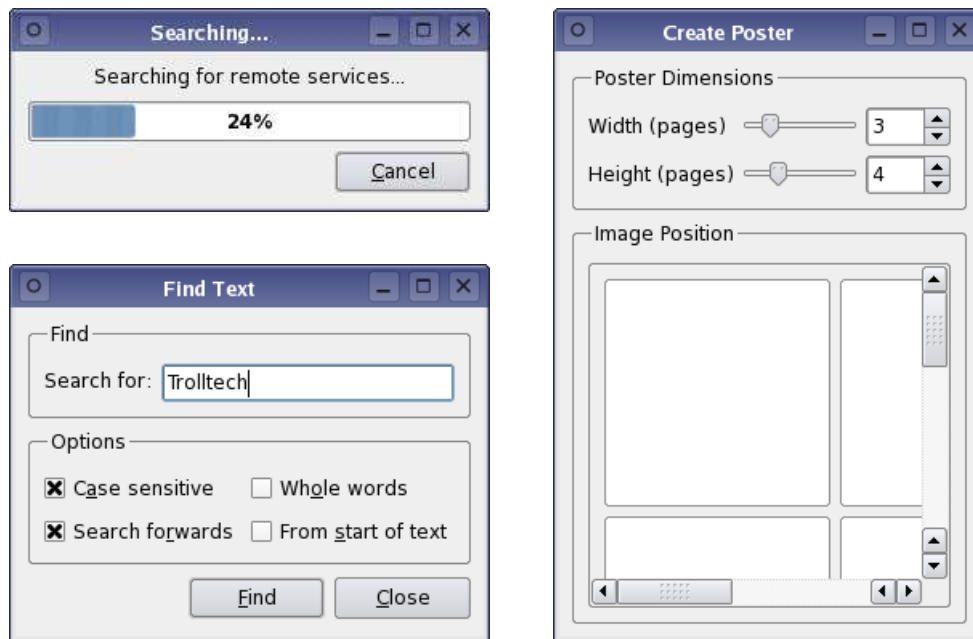 Searching...
Searching for remote services...
24%
Cancel
Find Text
Find
Search for: Trolltech
Options
Case sensitive Whole words
Search forwards From start of text
Find Close
Create Poster
Poster Dimensions
Width (pages) 3
Height (pages) 4
Image Position